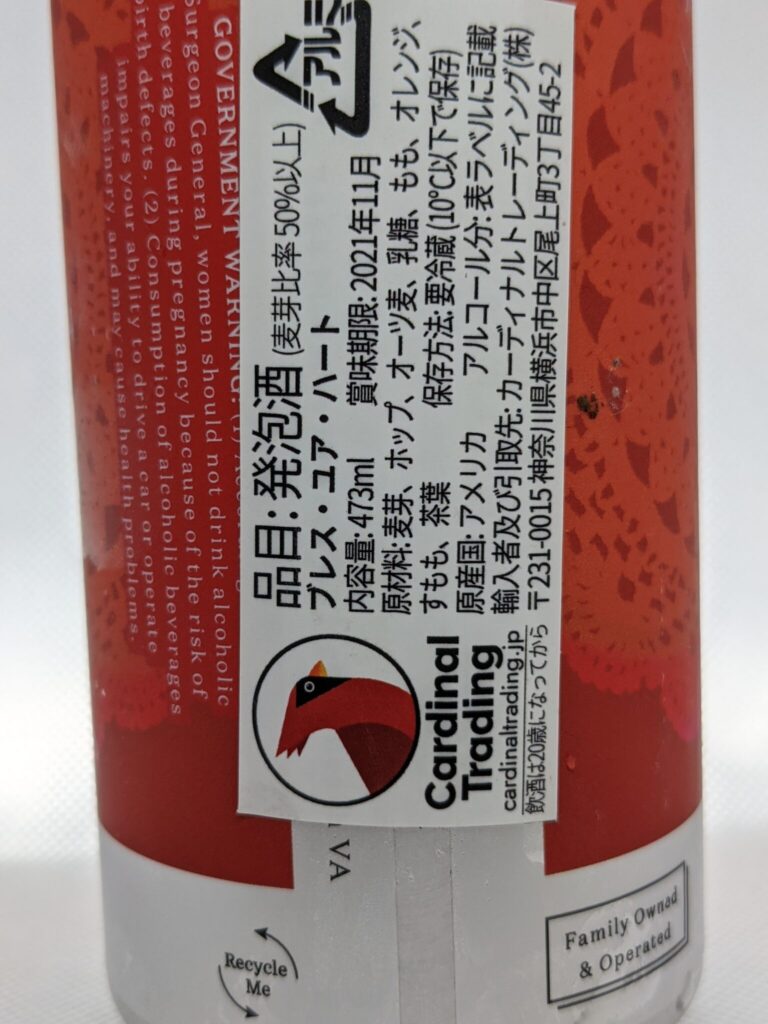 品目: 発泡酒 (麦芽比率 50%以上)
ブレス・ユア・ハート
内容量: 473ml 賞味期限: 2021年11月
原材料: 麦芽、ホップ、オーツ麦、乳糖、もも、オレンジ、
すもも、茶葉 保存方法: 要冷蔵 (10℃以下で保存)
原産国: アメリカ アルコール分: 表ラベルに記載
輸入者及び引取先: カーディナルトレーディング(株)
〒231-0015 神奈川県横浜市中区尾上町3丁目45-2
アルミ
Cardinal
Trading
cardinaltrading.jp
飲酒は20歳になってから
GOVERNMENT WARNING: (1)
Surgeon General, women should not drink alcoholic
beverages during pregnancy because of the risk of
birth defects. (2) Consumption of alcoholic beverages
impairs your ability to drive a car or operate
machinery, and may cause health problems.
VA
Recycle
Me
Family Owned
& Operated